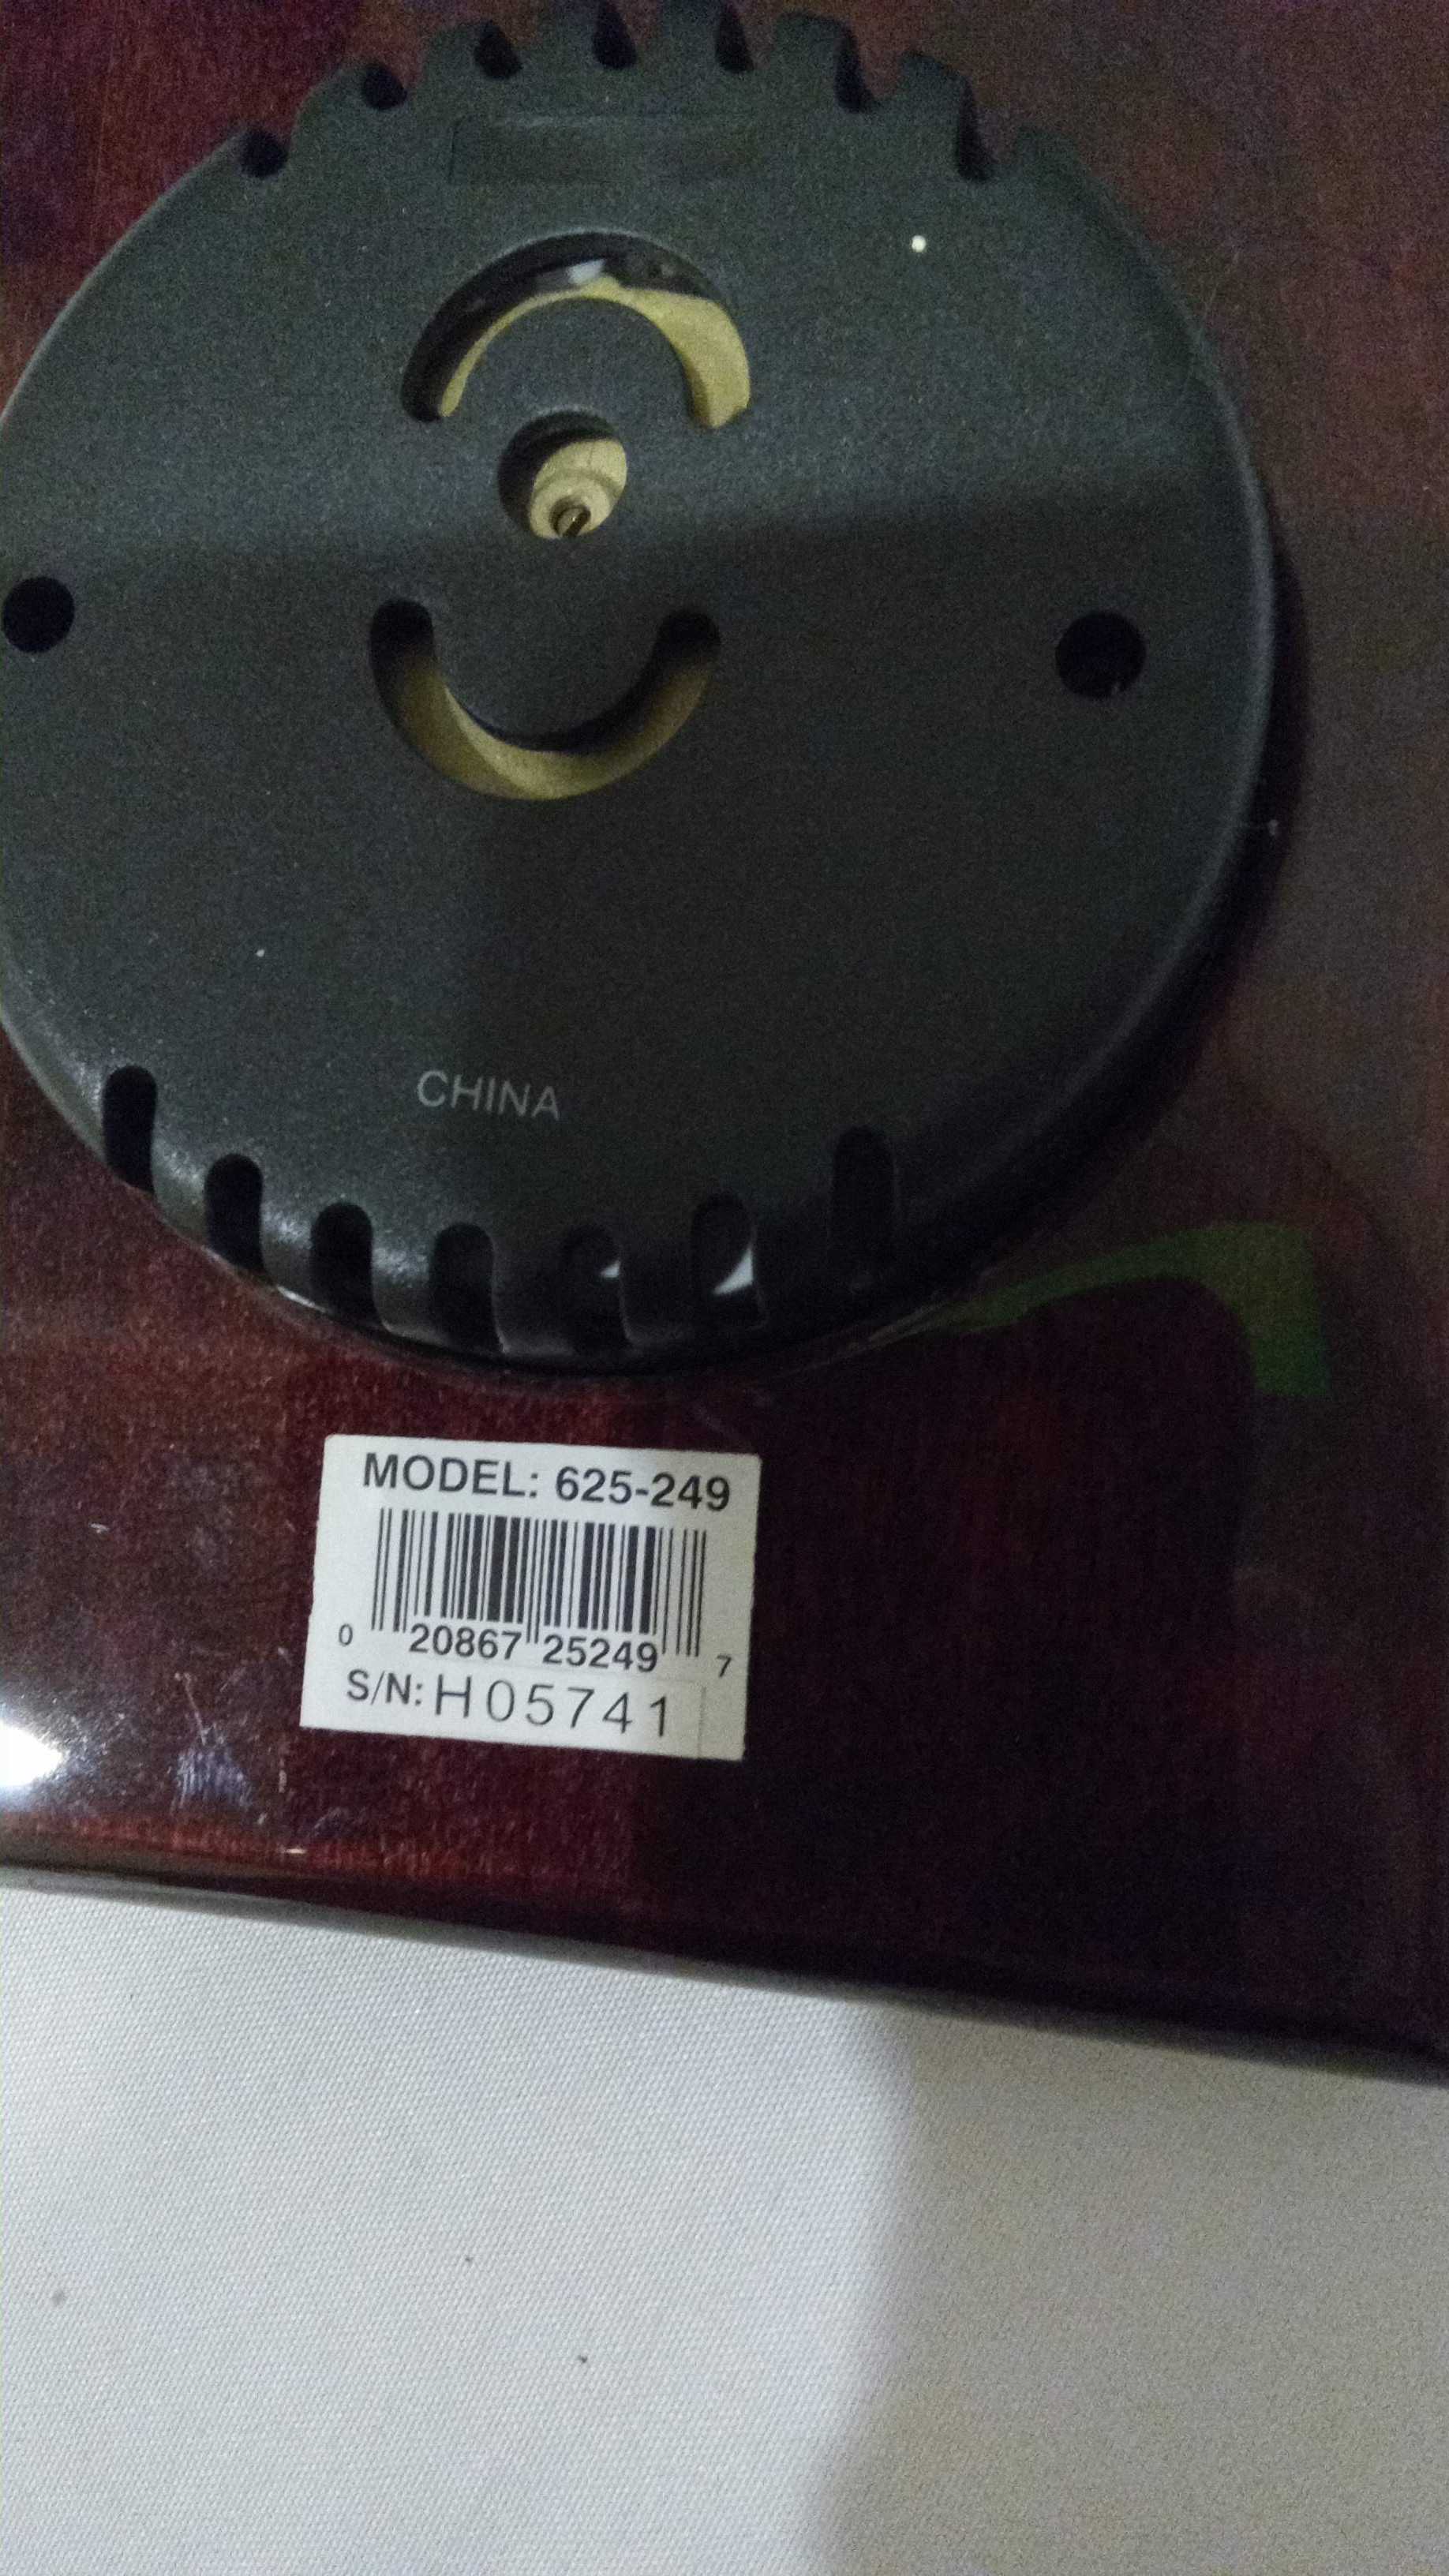 CHINA
MODEL: 625-249
0 20867 25249 7
S/N: H05741